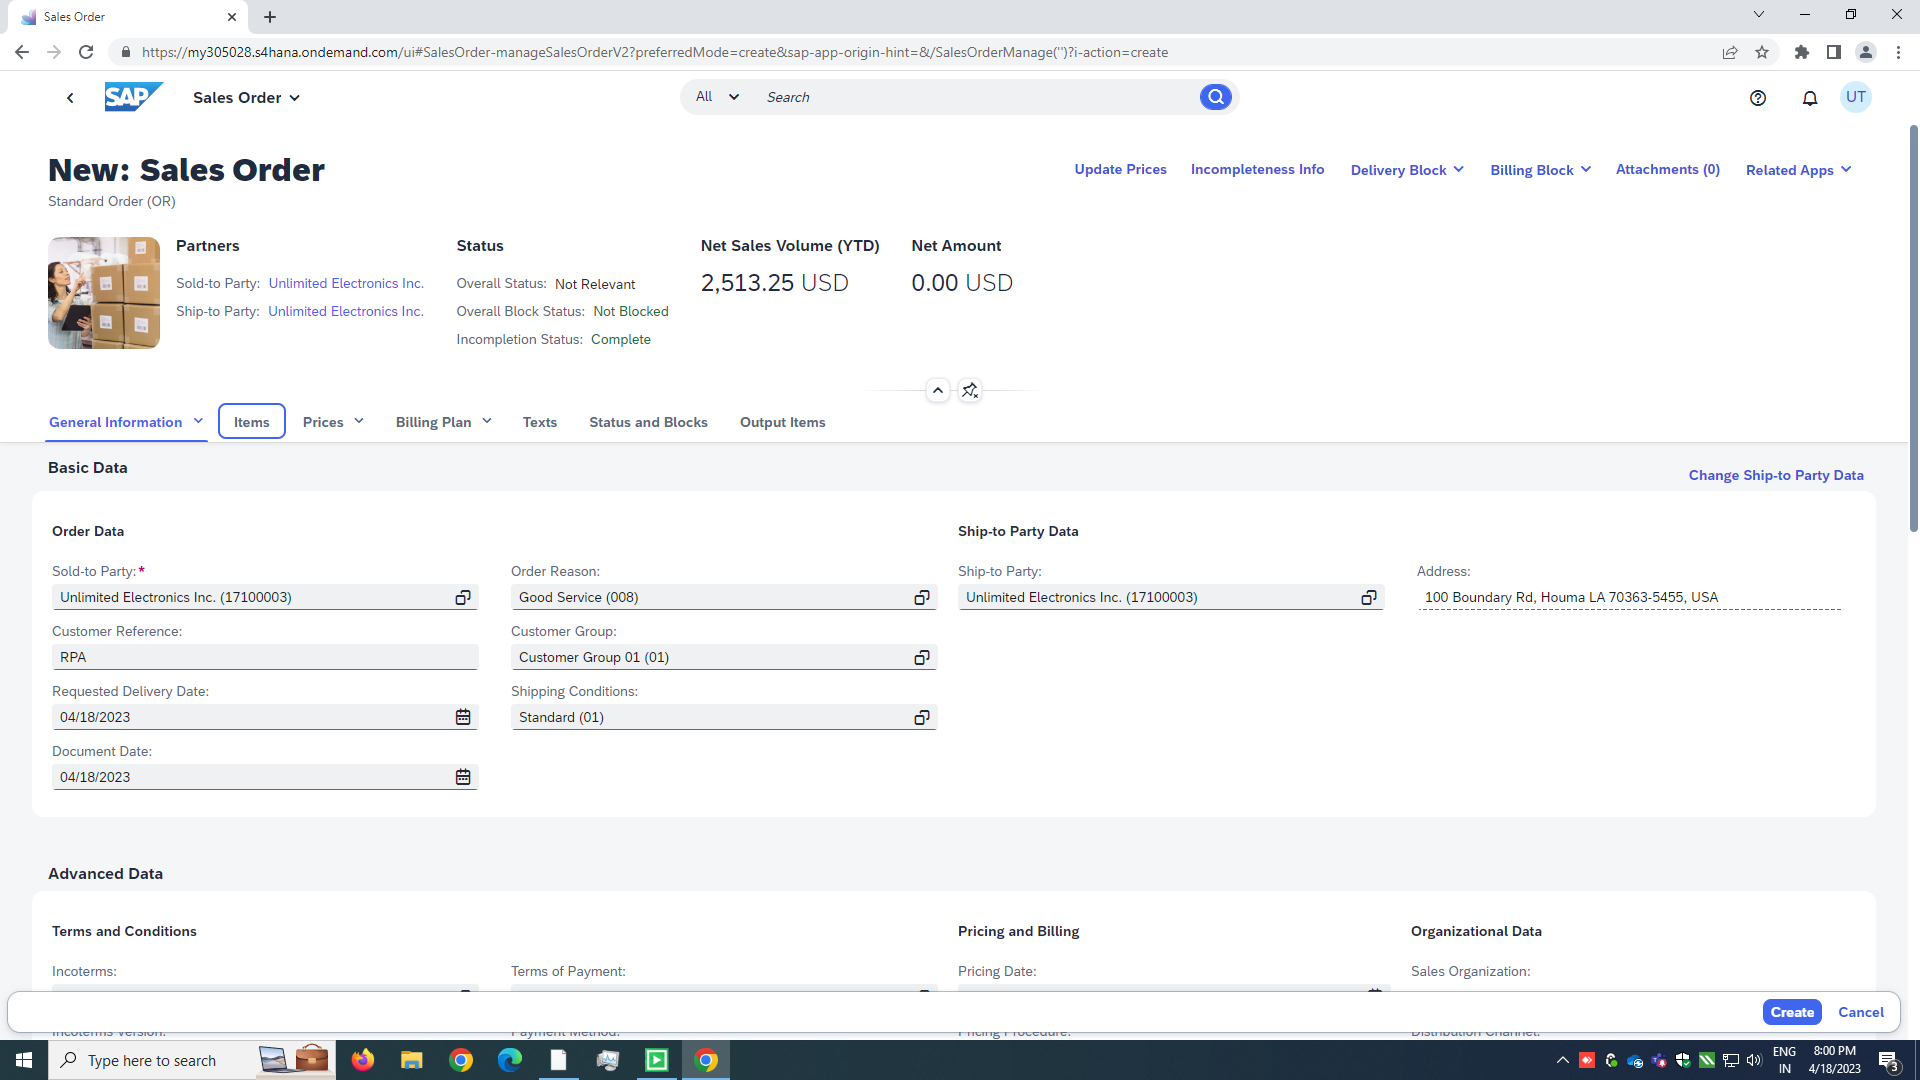 Sales Order
https://my305028.s4hana.ondemand.com/ui#SalesOrder-manageSalesOrderV2?preferredMode=create&sap-app-origin-hint=&/SalesOrderManage('')?i-action=create
SAP
Sales Order
All
Search
UT
New: Sales Order
Standard Order (OR)
Update Prices
Incompleteness Info
Delivery Block
Billing Block
Attachments (0)
Related Apps
Partners
Sold-to Party: Unlimited Electronics Inc.
Ship-to Party: Unlimited Electronics Inc.
Status
Overall Status: Not Relevant
Overall Block Status: Not Blocked
Incompletion Status: Complete
Net Sales Volume (YTD)
2,513.25 USD
Net Amount
0.00 USD
General Information
Items
Prices
Billing Plan
Texts
Status and Blocks
Output Items
Basic Data
Change Ship-to Party Data
Order Data
Sold-to Party:*
Unlimited Electronics Inc. (17100003)
Customer Reference:
RPA
Requested Delivery Date:
04/18/2023
Document Date:
04/18/2023
Order Reason:
Good Service (008)
Customer Group:
Customer Group 01 (01)
Shipping Conditions:
Standard (01)
Ship-to Party Data
Ship-to Party:
Unlimited Electronics Inc. (17100003)
Address:
100 Boundary Rd, Houma LA 70363-5455, USA
Advanced Data
Terms and Conditions
Incoterms:
Terms of Payment:
Pricing and Billing
Pricing Date:
Organizational Data
Sales Organization:
Incoterms Version:
Payment Method:
Pricing Procedure:
Distribution Channel:
Create
Cancel
Type here to search
ENG
IN
8:00 PM
4/18/2023
3